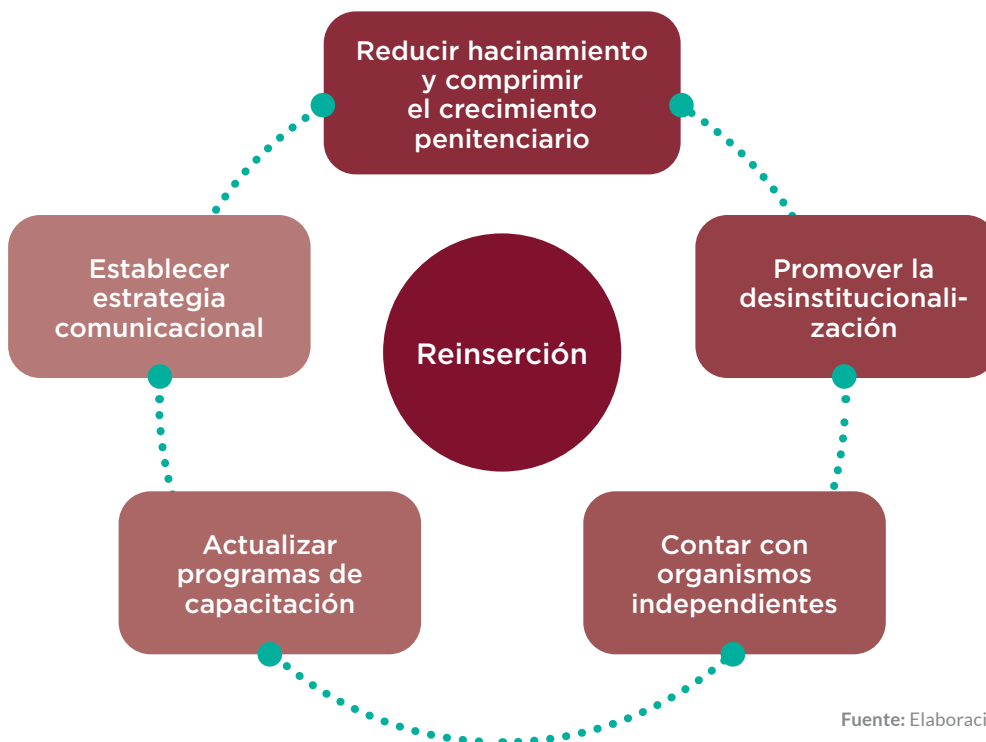 Reducir hacinamiento
y comprimir
el crecimiento
penitenciario
Establecer
estrategia
comunicacional
Promover la
desinstitucionali-
zación
Reinserción
Actualizar
programas de
capacitación
Contar con
organismos
independientes
Fuente: Elaboraci